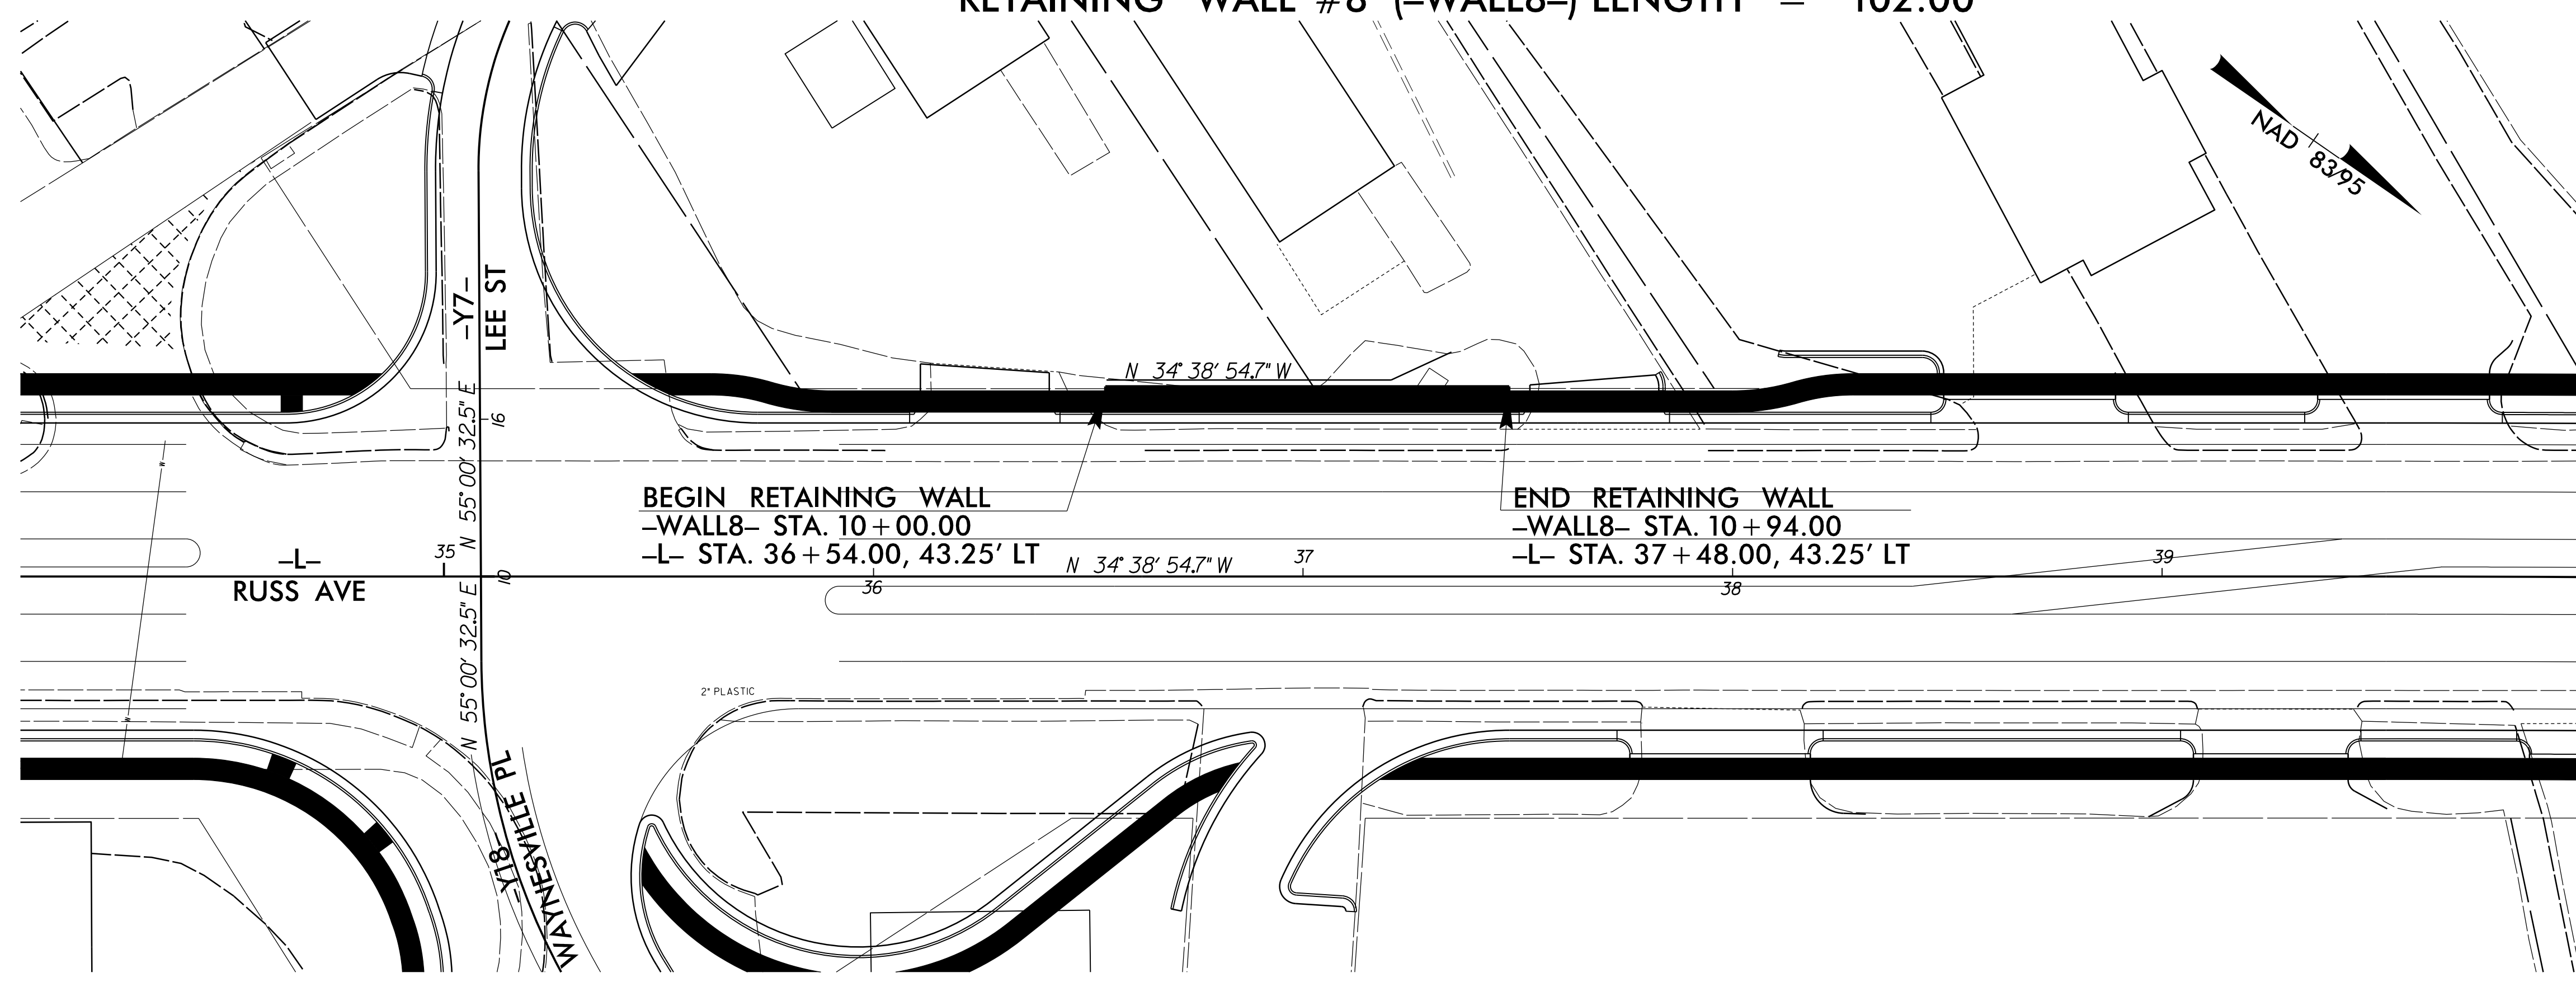 RETAINING WALL #8 (-WALL8-) LENGTH = 102.00
NAD 83/95
-Y7-
LEE ST
N 34° 38' 54.7" W
N 55° 00' 32.5" E
16
BEGIN RETAINING WALL
-WALL8- STA. 10+00.00
-L- STA. 36+54.00, 43.25' LT
END RETAINING WALL
-WALL8- STA. 10+94.00
-L- STA. 37+48.00, 43.25' LT
-L-
RUSS AVE
35
10
36
N 34° 38' 54.7" W
37
38
39
N 55° 00' 32.5" E
2" PLASTIC
W
W
-Y18-
WAYNESVILLE PL